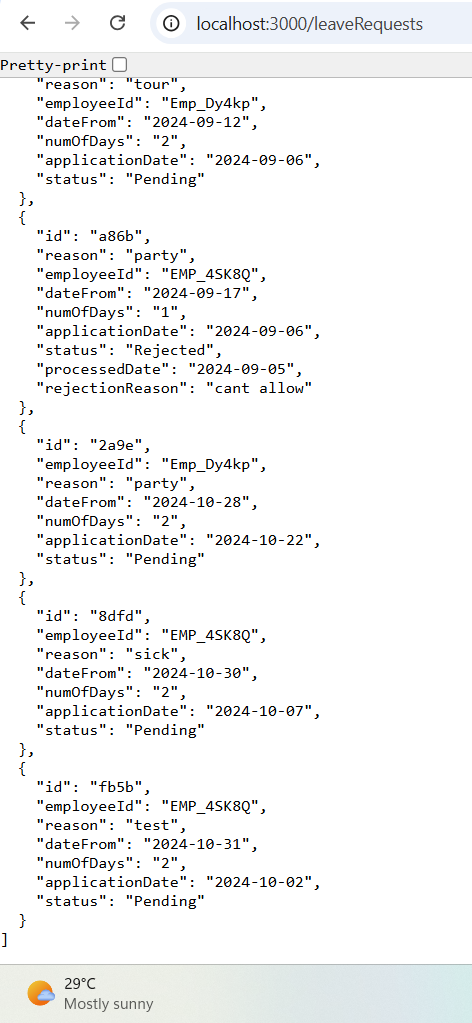 localhost:3000/leaveRequests
Pretty-print
"reason": "tour",
"employeeId": "Emp_Dy4kp",
"dateFrom": "2024-09-12",
"numOfDays": "2",
"applicationDate": "2024-09-06",
"status": "Pending"
},
{
"id": "a86b",
"reason": "party",
"employeeId": "EMP_4SK8Q",
"dateFrom": "2024-09-17",
"numOfDays": "1",
"applicationDate": "2024-09-06",
"status": "Rejected",
"processedDate": "2024-09-05",
"rejectionReason": "cant allow"
},
{
"id": "2a9e",
"employeeId": "Emp_Dy4kp",
"reason": "party",
"dateFrom": "2024-10-28",
"numOfDays": "2",
"applicationDate": "2024-10-22",
"status": "Pending"
},
{
"id": "8dfd",
"employeeId": "EMP_4SK8Q",
"reason": "sick",
"dateFrom": "2024-10-30",
"numOfDays": "2",
"applicationDate": "2024-10-07",
"status": "Pending"
},
{
"id": "fb5b",
"employeeId": "EMP_4SK8Q",
"reason": "test",
"dateFrom": "2024-10-31",
"numOfDays": "2",
"applicationDate": "2024-10-02",
"status": "Pending"
}
]
29°C
Mostly sunny